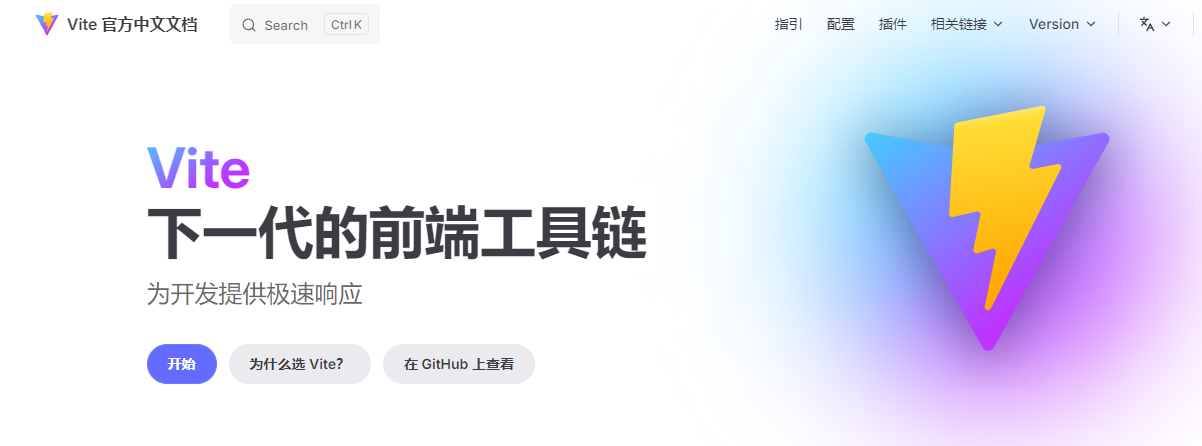 Vite 官方中文文档
Search Ctrl K
指引 配置 插件 相关链接 Version
Vite
下一代的前端工具链
为开发提供极速响应
开始 为什么选 Vite? 在 GitHub 上查看